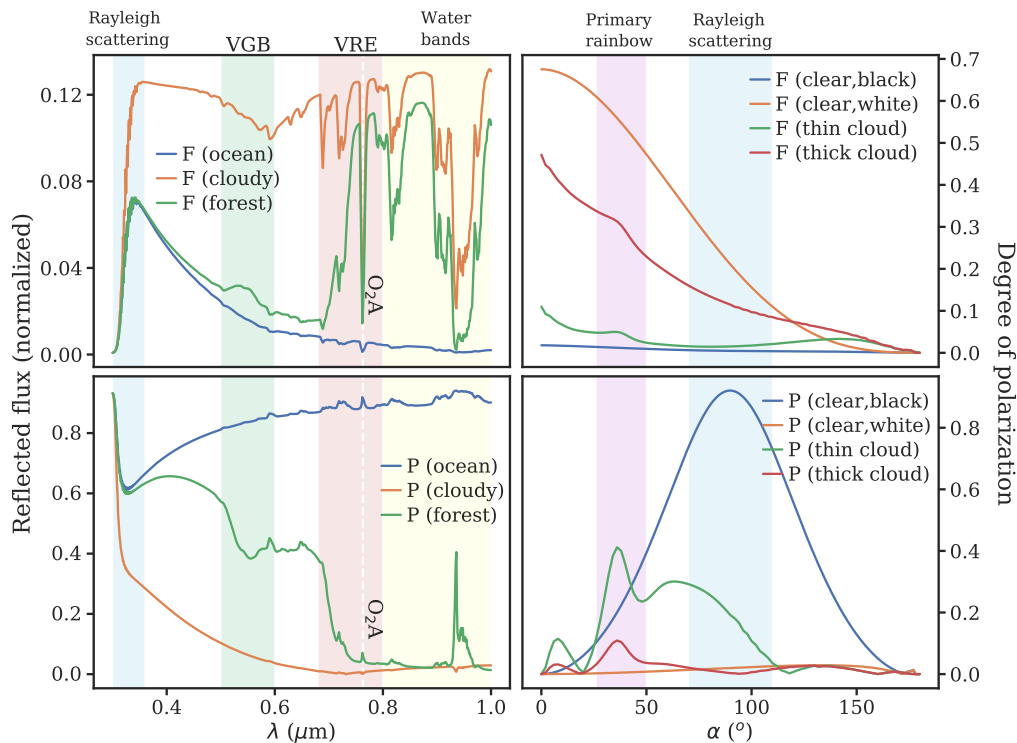 Rayleigh
scattering
VGB
VRE
Water
bands
Primary
rainbow
Rayleigh
scattering
0.12
0.08
0.04
0.00
F (ocean)
F (cloudy)
F (forest)
O₂A
F (clear,black)
F (clear,white)
F (thin cloud)
F (thick cloud)
0.7
0.6
0.5
0.4
0.3
0.2
0.1
0.0
Reflected flux (normalized)
Degree of polarization
0.8
0.6
0.4
0.2
0.0
P (ocean)
P (cloudy)
P (forest)
O₂A
P (clear,black)
P (clear,white)
P (thin cloud)
P (thick cloud)
0.8
0.6
0.4
0.2
0.0
0.4 0.6 0.8 1.0
λ (μm)
0 50 100 150
α (°)